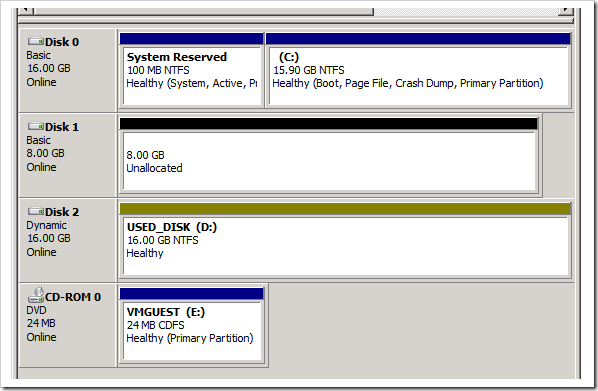 Disk 0
Basic
16.00 GB
Online
System Reserved
100 MB NTFS
Healthy (System, Active, Pr
(C:)
15.90 GB NTFS
Healthy (Boot, Page File, Crash Dump, Primary Partition)
Disk 1
Basic
8.00 GB
Online
8.00 GB
Unallocated
Disk 2
Dynamic
16.00 GB
Online
USED_DISK (D:)
16.00 GB NTFS
Healthy
CD-ROM 0
DVD
24 MB
Online
VMGUEST (E:)
24 MB CDFS
Healthy (Primary Partition)